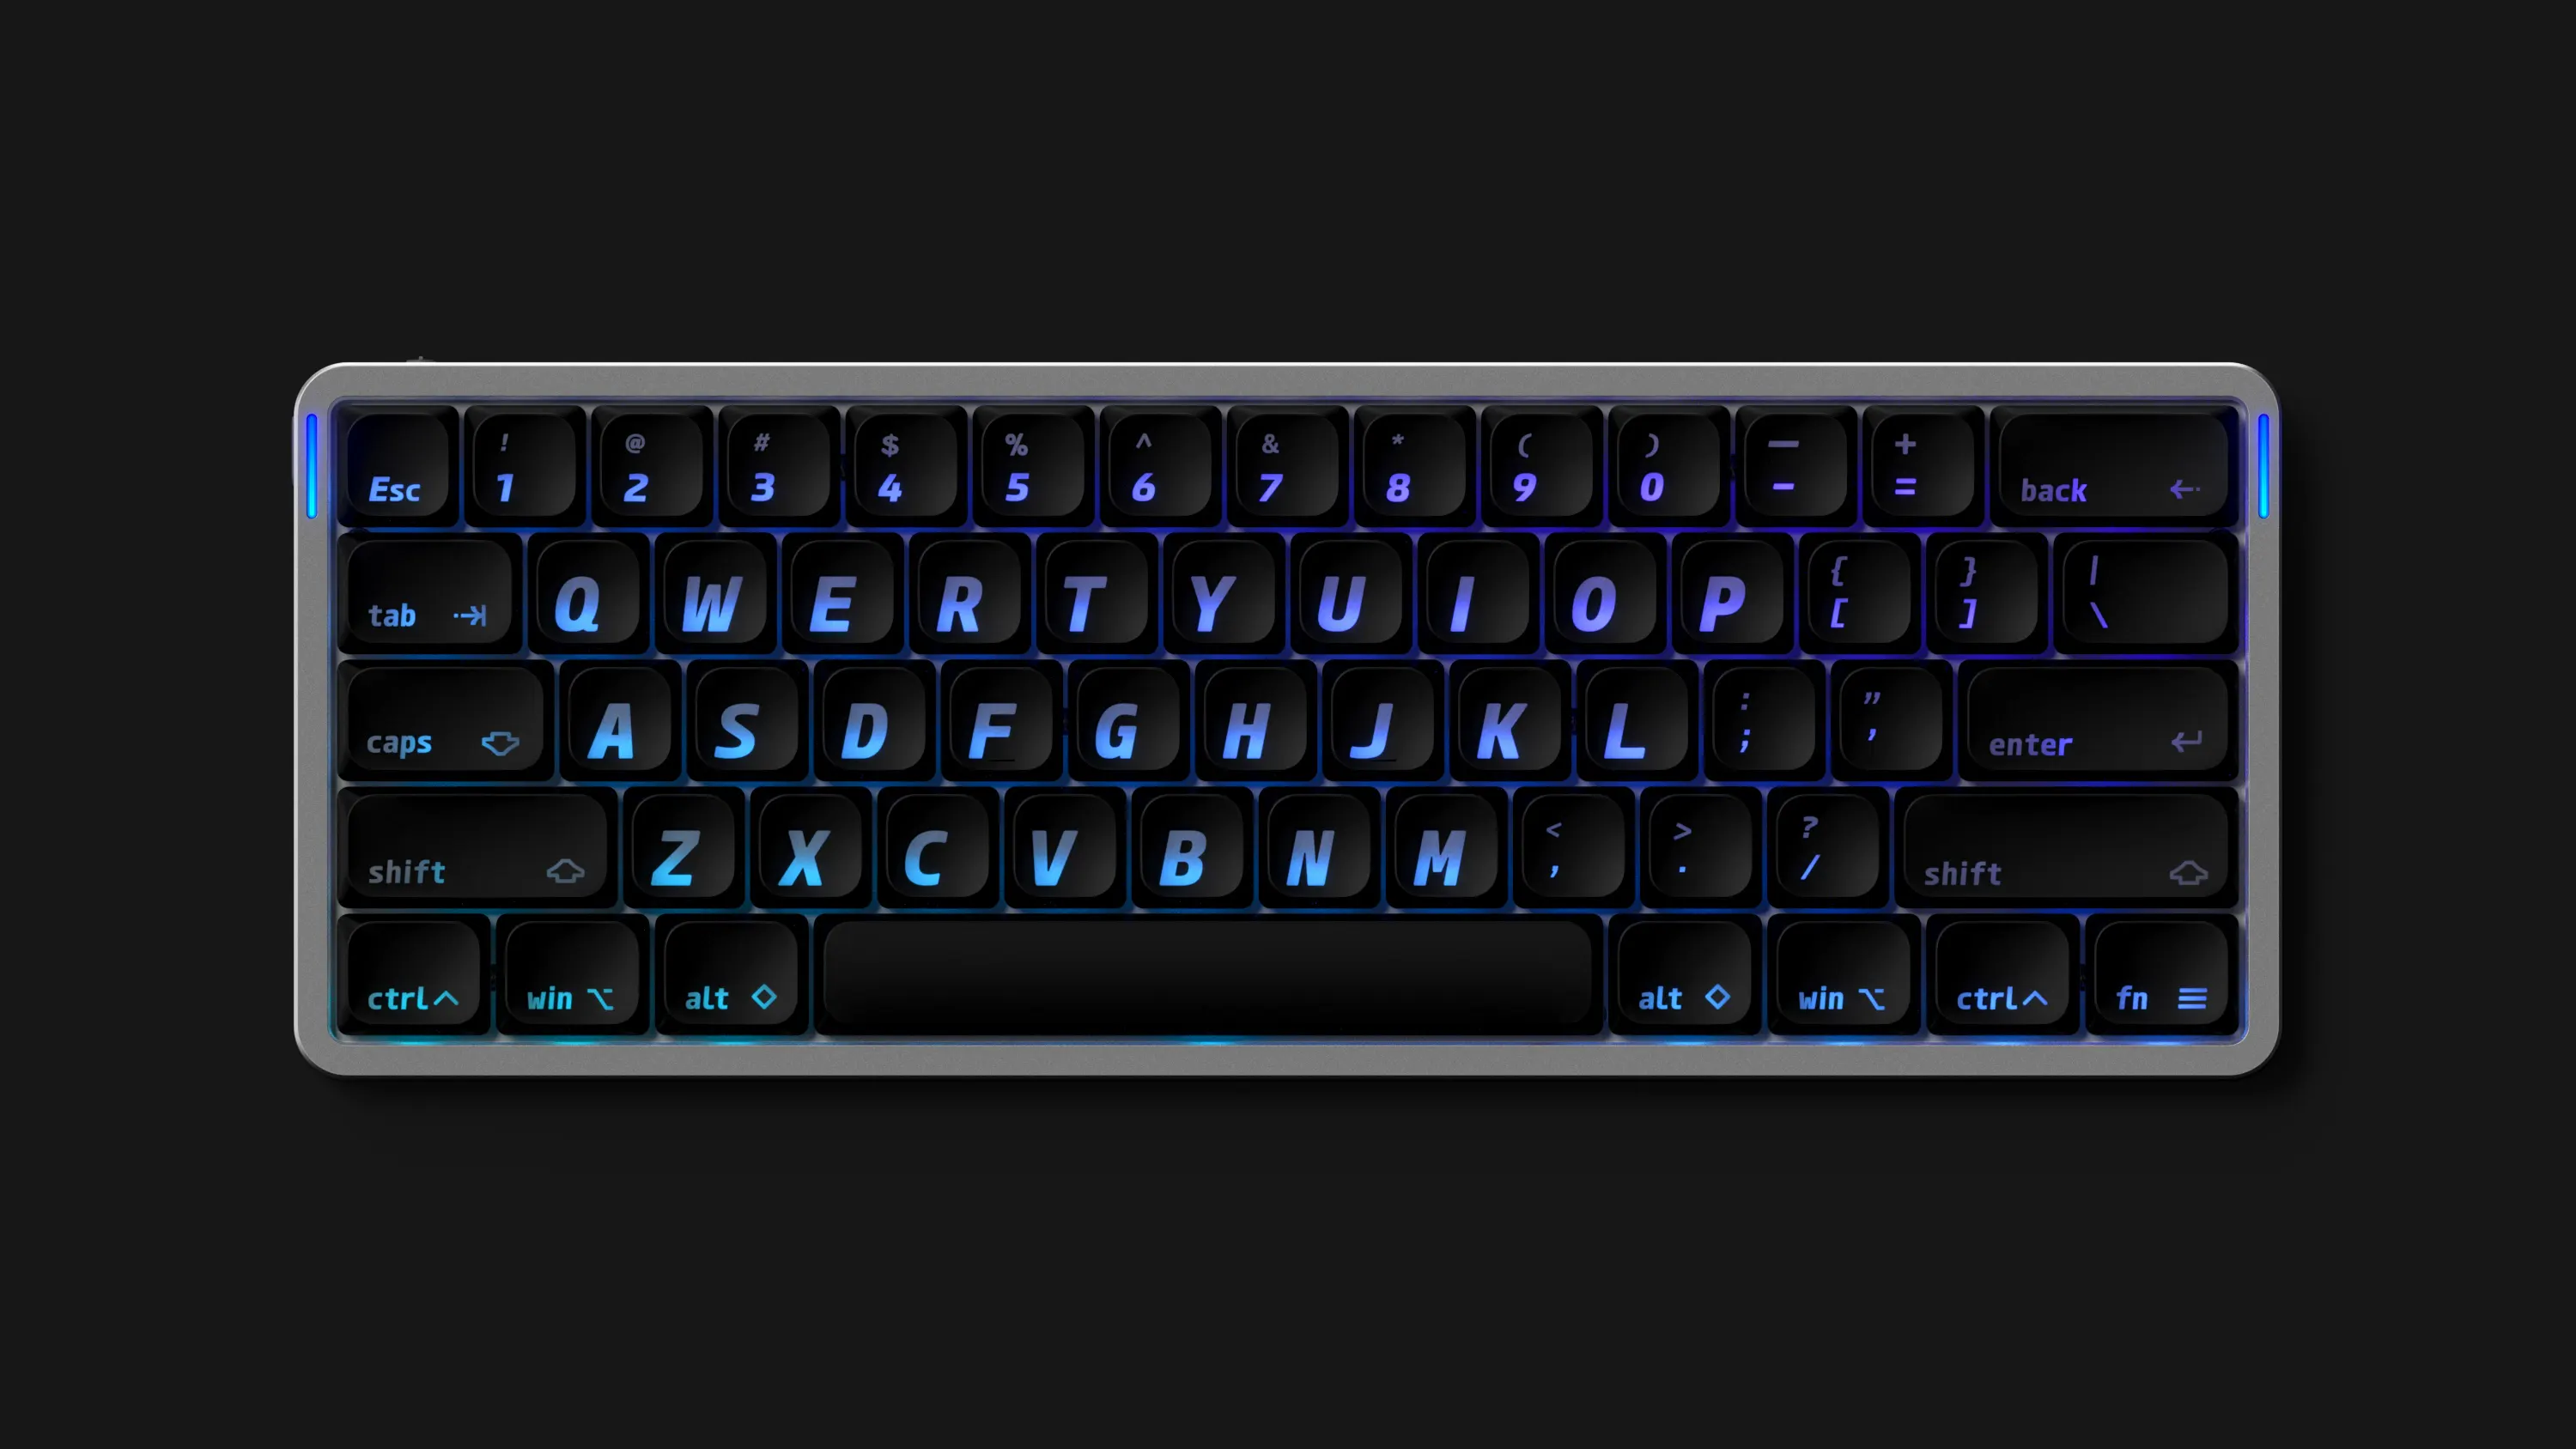 ! @ # $ % ^ & * ( ) — +
Esc 1 2 3 4 5 6 7 8 9 0 - = back ←
{ } |
tab →| Q W E R T Y U I O P [ ] \
: ”
caps A S D F G H J K L ; ’ enter ↵
< > ?
shift Z X C V B N M , . / shift
ctrl ^ win ⌥ alt ◇ alt ◇ win ⌥ ctrl ^ fn ≡